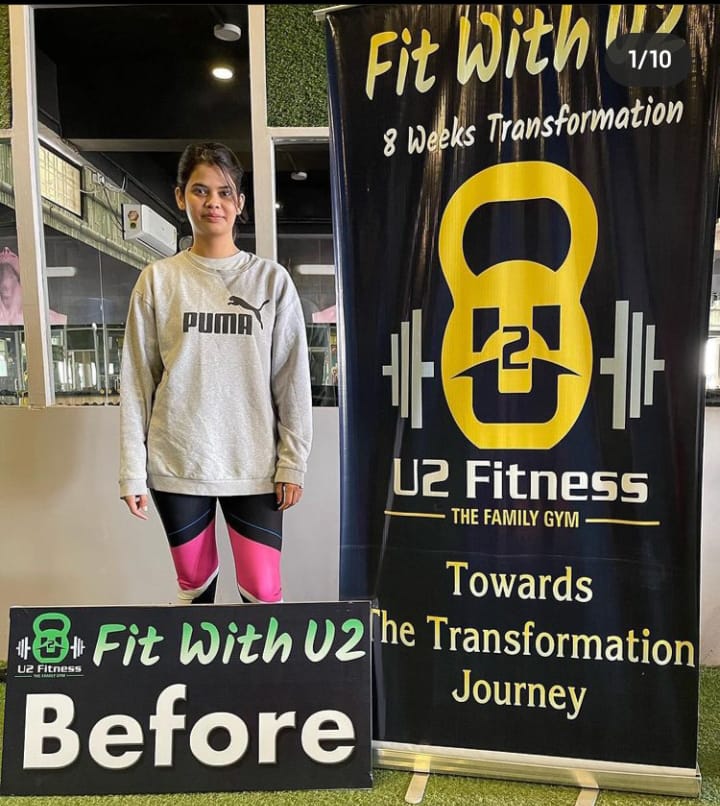 1/10
Fit With U2
8 Weeks Transformation
U2
U2 Fitness
THE FAMILY GYM
Towards
The Transformation
Journey
PUMA
U2 Fitness
THE FAMILY GYM
Fit With U2
Before